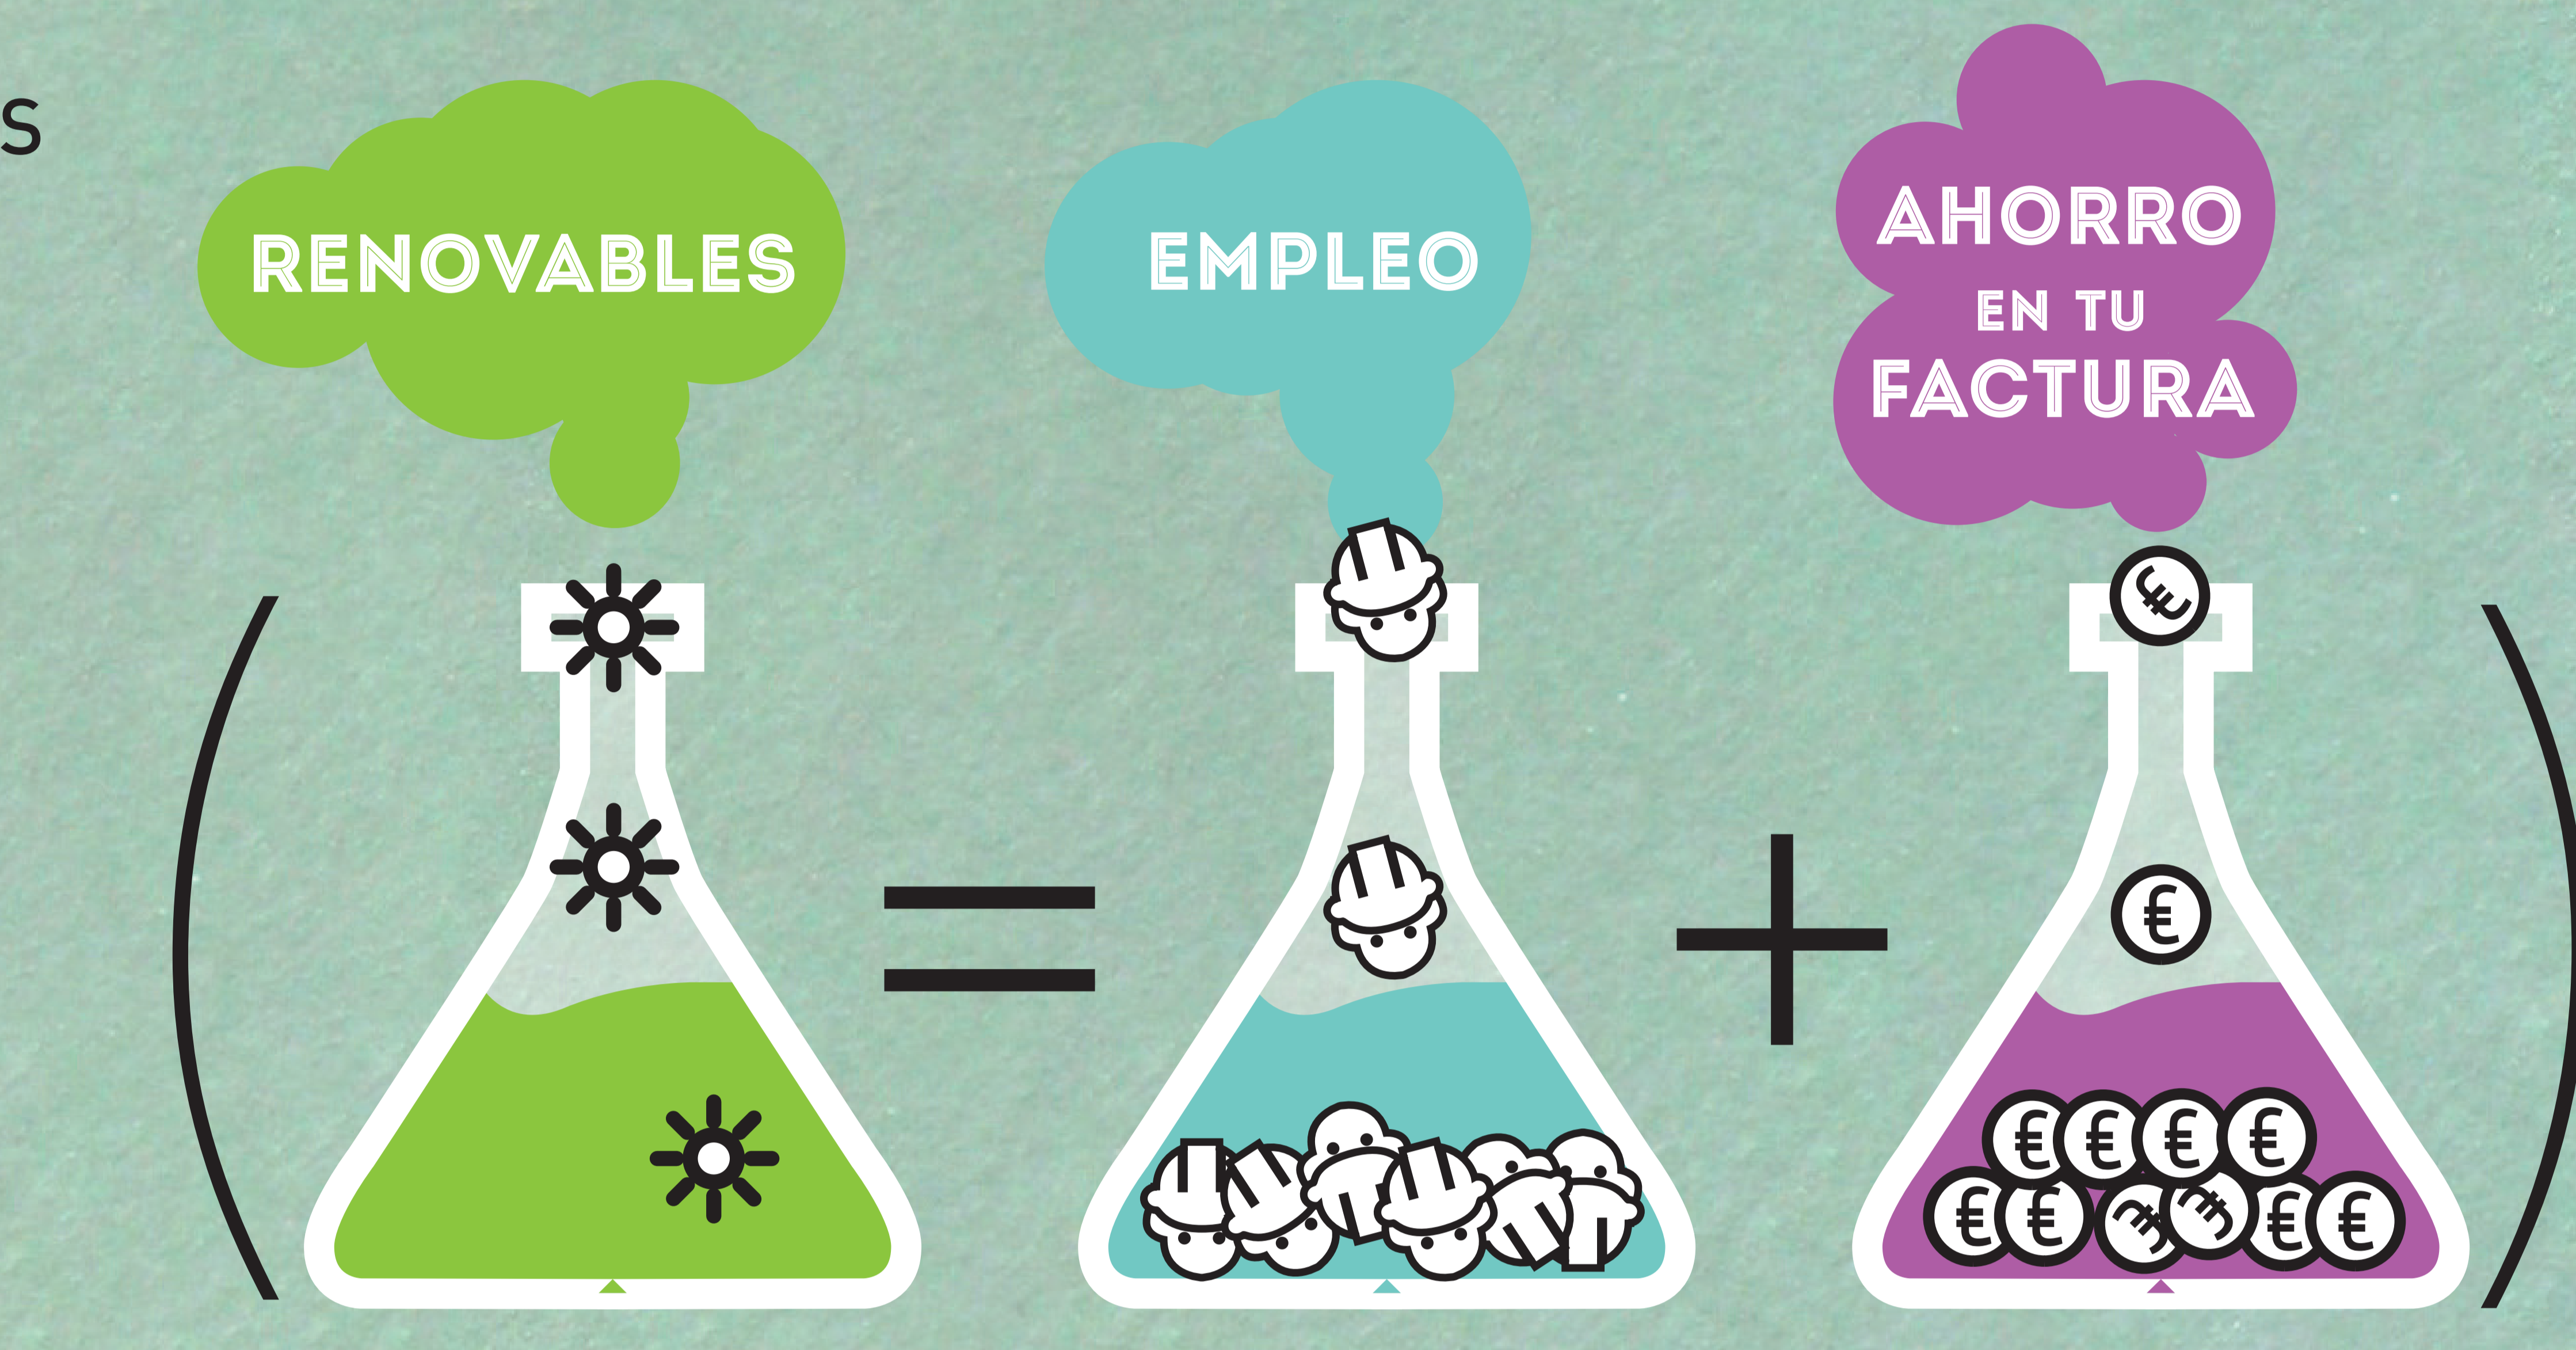 s
RENOVABLES
EMPLEO
AHORRO
EN TU
FACTURA
( = + )
€
€
€ € € €
€ € € € € €